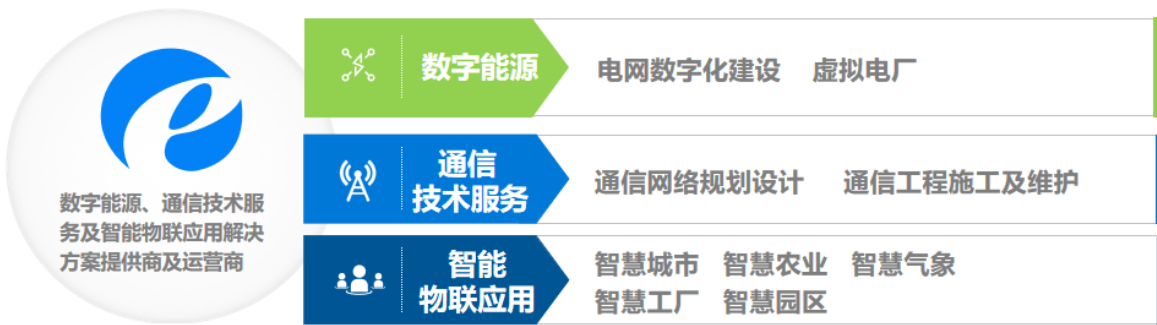 数字能源、通信技术服
务及智能物联应用解决
方案提供商及运营商
数字能源
电网数字化建设 虚拟电厂
通信
技术服务
通信网络规划设计 通信工程施工及维护
智能
物联应用
智慧城市 智慧农业 智慧气象
智慧工厂 智慧园区